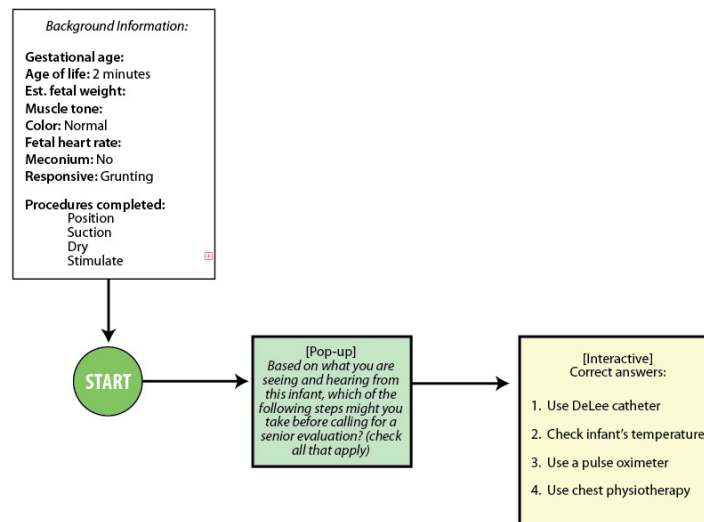 Background Information:
Gestational age:
Age of life: 2 minutes
Est. fetal weight:
Muscle tone:
Color: Normal
Fetal heart rate:
Meconium: No
Responsive: Grunting
Procedures completed:
Position
Suction
Dry
Stimulate
START
[Pop-up]
Based on what you are
seeing and hearing from
this infant, which of the
following steps might you
take before calling for a
senior evaluation? (check
all that apply)
[Interactive]
Correct answers:
1. Use DeLee catheter
2. Check infant's temperature
3. Use a pulse oximeter
4. Use chest physiotherapy